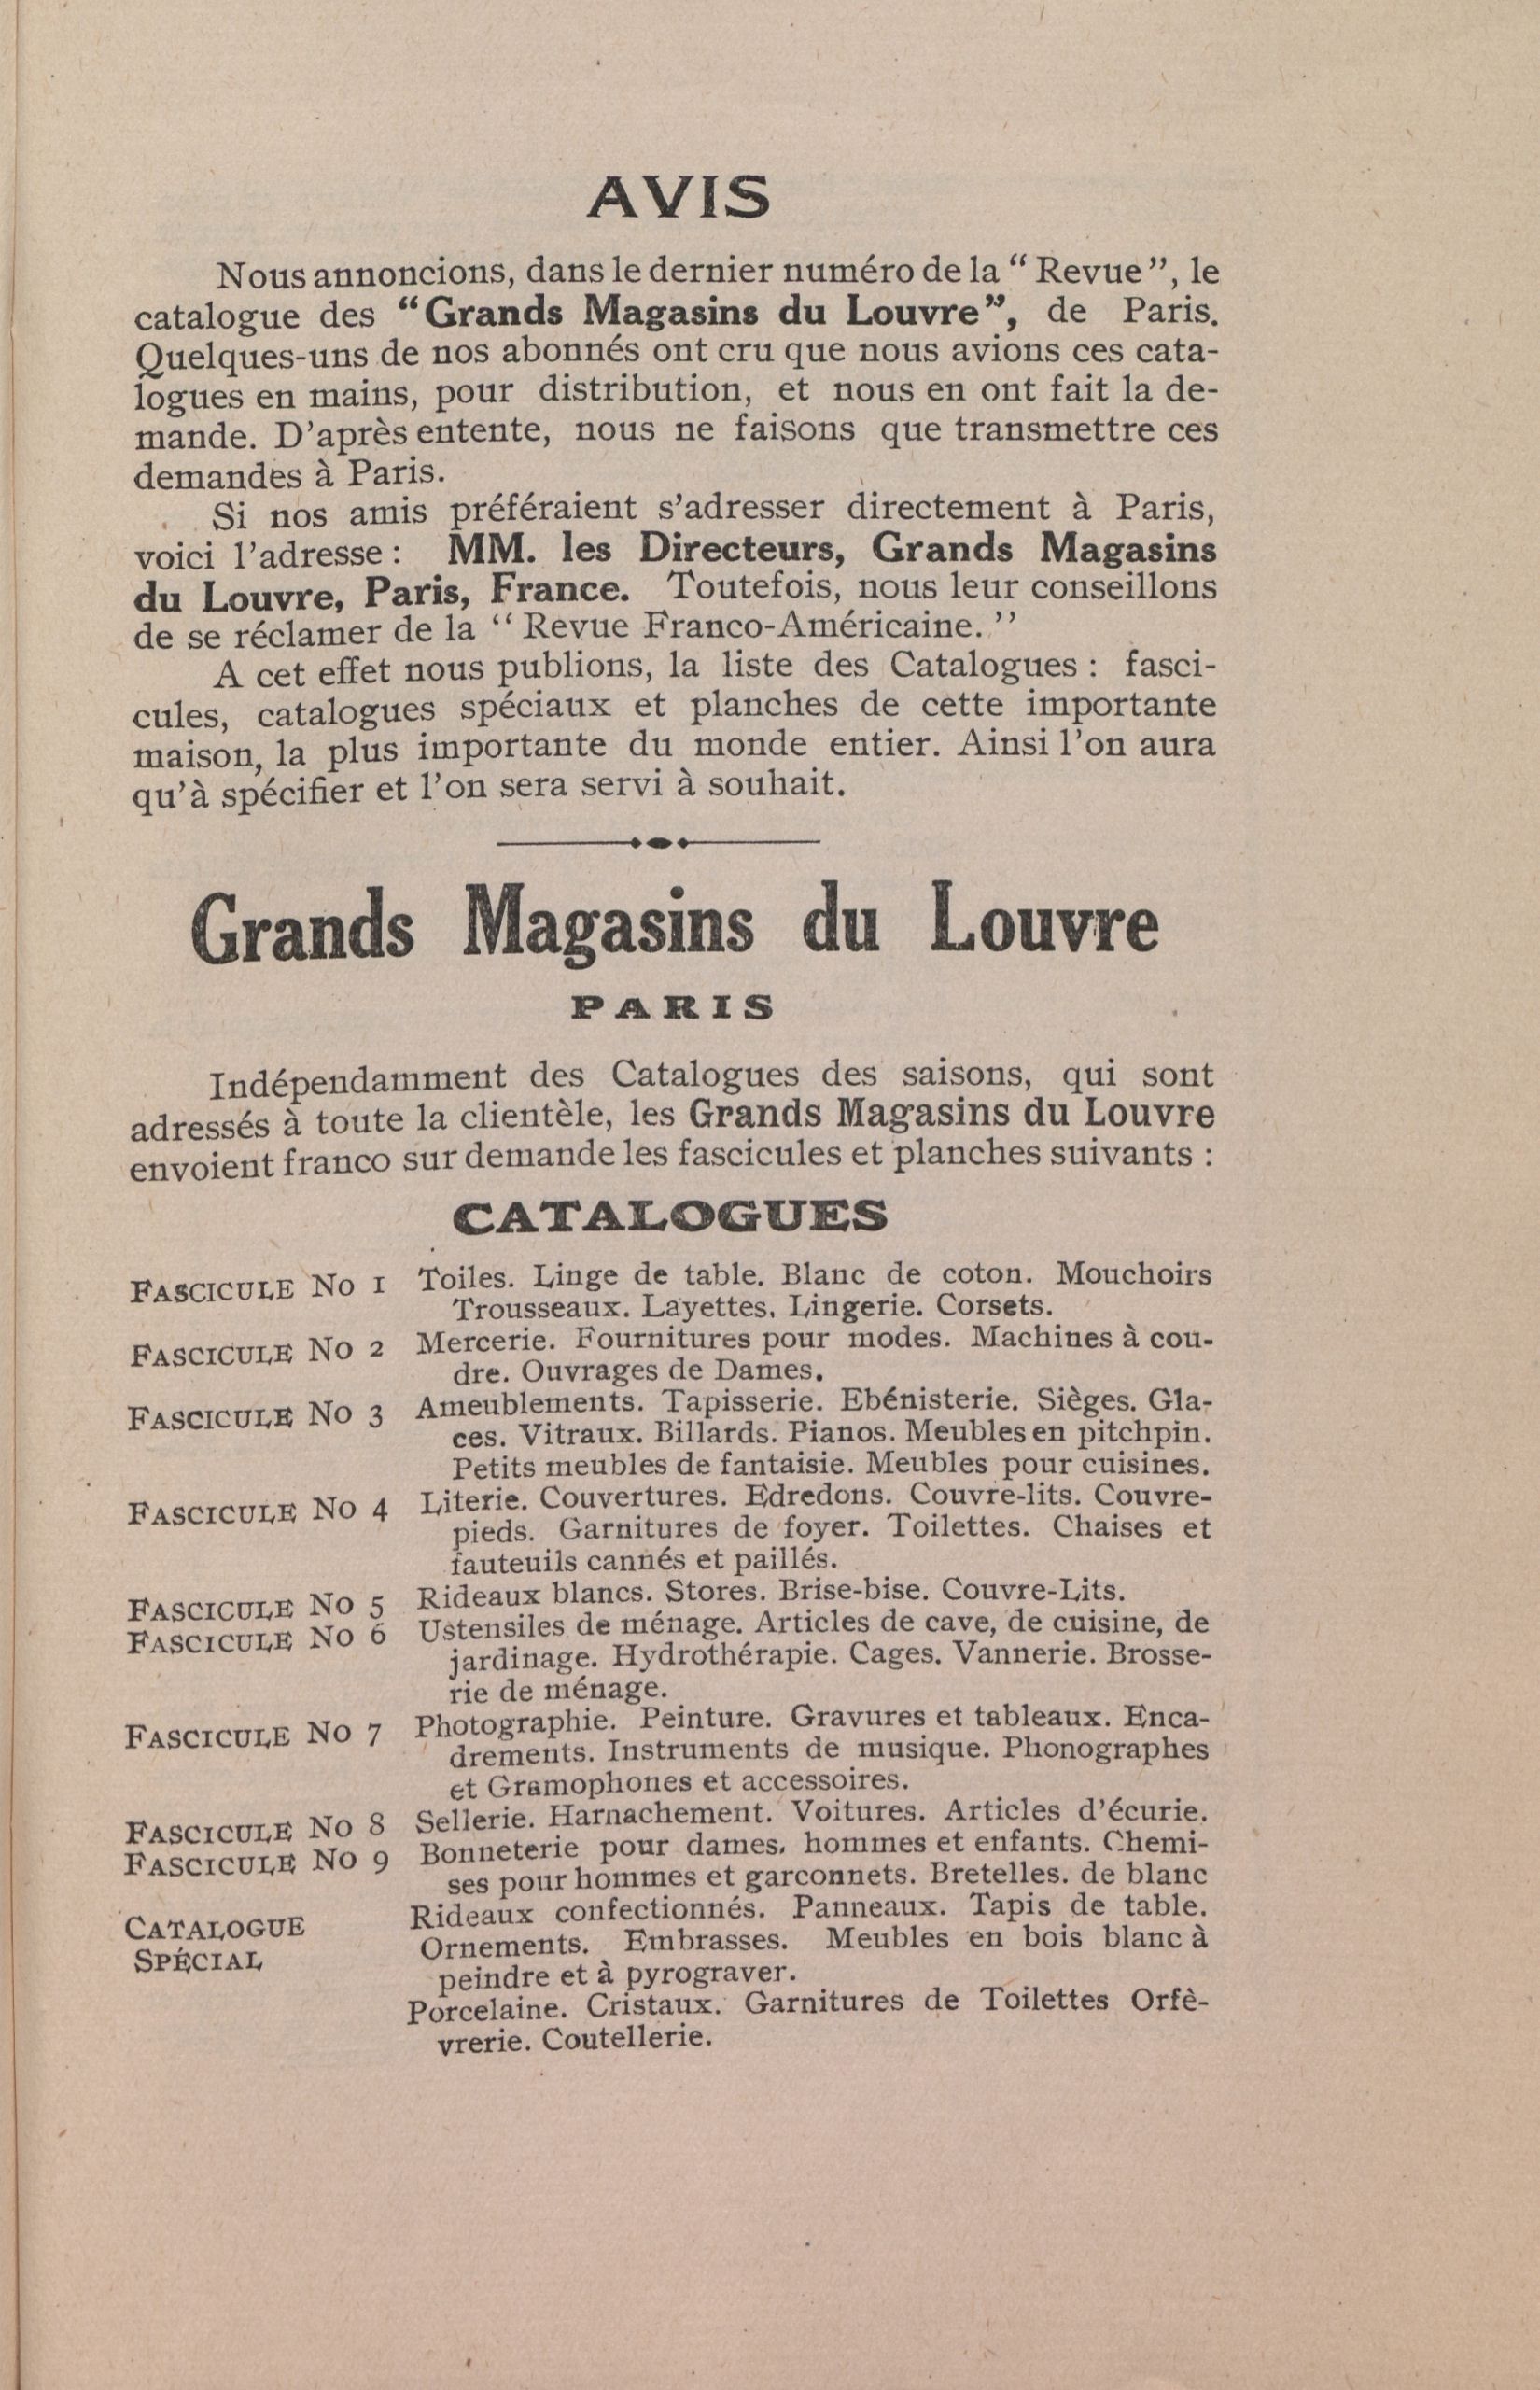 AVIS
Nous annoncions, dans le dernier numéro de la “ Revue”, le
catalogue des “Grands Magasins du Louvre”, de Paris.
Quelques-uns de nos abonnés ont cru que nous avions ces cata-
logues en mains, pour distribution, et nous en ont fait la de-
mande. D’après entente, nous ne faisons que transmettre ces
demandes à Paris.
Si nos amis préféraient s’adresser directement à Paris,
voici l’adresse : MM. les Directeurs, Grands Magasins
du Louvre, Paris, France. Toutefois, nous leur conseillons
de se réclamer de la ‘‘ Revue Franco-Américaine. ’’
A cet effet nous publions, la liste des Catalogues : fasci-
cules, catalogues spéciaux et planches de cette importante
maison, la plus importante du monde entier. Ainsi l’on aura
qu’à spécifier et l’on sera servi à souhait.
Grands Magasins du Louvre
PARIS
Indépendamment des Catalogues des saisons, qui sont
adressés à toute la clientèle, les Grands Magasins du Louvre
envoient franco sur demande les fascicules et planches suivants :
CATALOGUES
FASCICULE NO 1 Toiles. Linge de table. Blanc de coton. Mouchoirs
Trousseaux. Layettes. Lingerie. Corsets.
FASCICULE NO 2 Mercerie. Fournitures pour modes. Machines à cou-
dre. Ouvrages de Dames.
FASCICULE NO 3 Ameublements. Tapisserie. Ebénisterie. Sièges. Gla-
ces. Vitraux. Billards. Pianos. Meubles en pitchpin.
Petits meubles de fantaisie. Meubles pour cuisines.
FASCICULE NO 4 Literie. Couvertures. Edredons. Couvre-lits. Couvre-
pieds. Garnitures de foyer. Toilettes. Chaises et
fauteuils cannés et paillés.
FASCICULE NO 5 Rideaux blancs. Stores. Brise-bise. Couvre-Lits.
FASCICULE NO 6 Ustensiles de ménage. Articles de cave, de cuisine, de
jardinage. Hydrothérapie. Cages. Vannerie. Brosse-
rie de ménage.
FASCICULE NO 7 Photographie. Peinture. Gravures et tableaux. Enca-
drements. Instruments de musique. Phonographes
et Gramophones et accessoires.
FASCICULE NO 8 Sellerie. Harnachement. Voitures. Articles d’écurie.
FASCICULE NO 9 Bonneterie pour dames, hommes et enfants. Chemi-
ses pour hommes et garconnets. Bretelles. de blanc
CATALOGUE Rideaux confectionnés. Panneaux. Tapis de table.
SPÉCIAL Ornements. Embrasses. Meubles en bois blanc à
peindre et à pyrograver.
Porcelaine. Cristaux. Garnitures de Toilettes Orfè-
vrerie. Coutellerie.